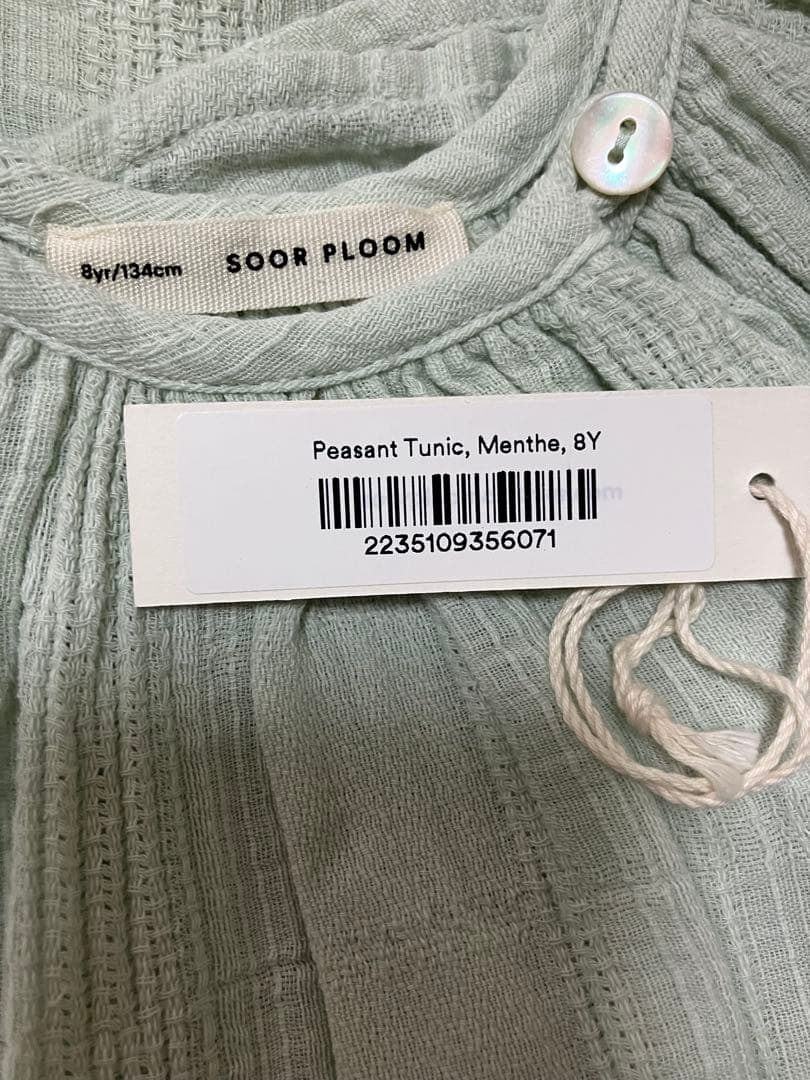 8yr/134cm SOOR PLOOM
Peasant Tunic, Menthe, 8Y
2235109356071